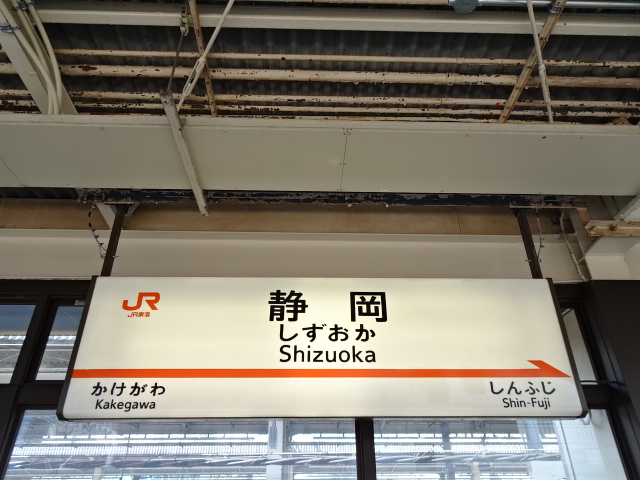 JR
JR東海
静岡
しずおか
Shizuoka
かけがわ
Kakegawa
しんふじ
Shin-Fuji